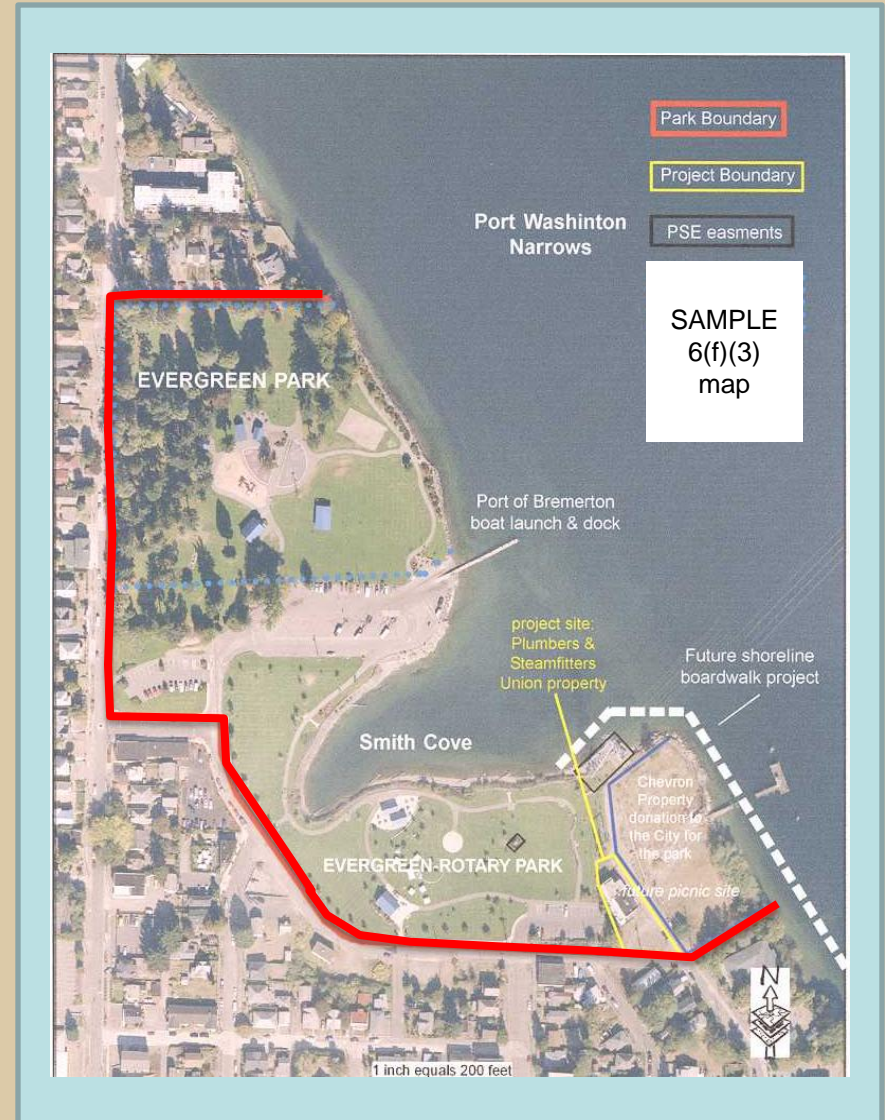 Park Boundary
Project Boundary
Port Washinton
Narrows
PSE easments
SAMPLE
6(f)(3)
map
EVERGREEN PARK
Port of Bremerton
boat launch & dock
project site:
Plumbers &
Steamfitters
Union property
Future shoreline
boardwalk project
Smith Cove
Chevron
Property
donation to
the City for
the park
EVERGREEN-ROTARY PARK
future picnic site
N
1 inch equals 200 feet